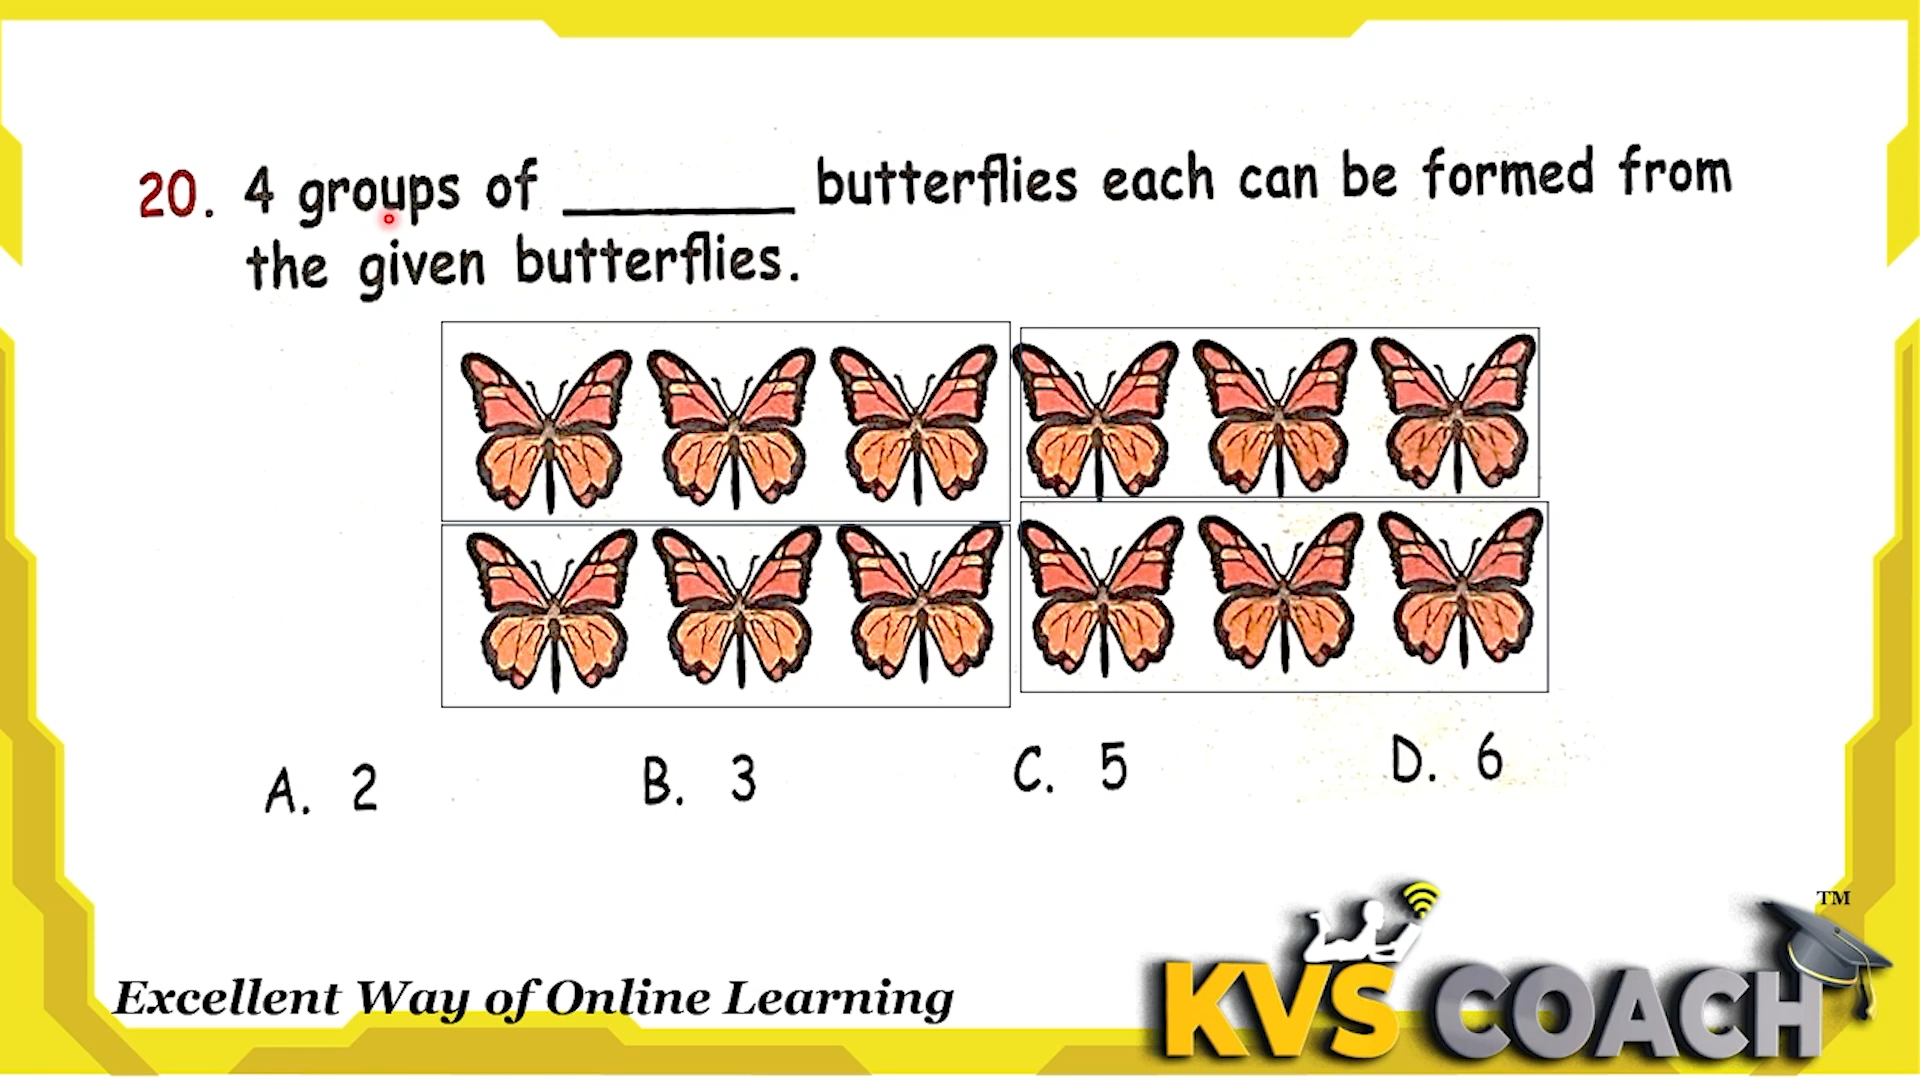 20. 4 groups of ________ butterflies each can be formed from
the given butterflies.
A. 2 B. 3 C. 5 D. 6
Excellent Way of Online Learning
KVS COACH TM